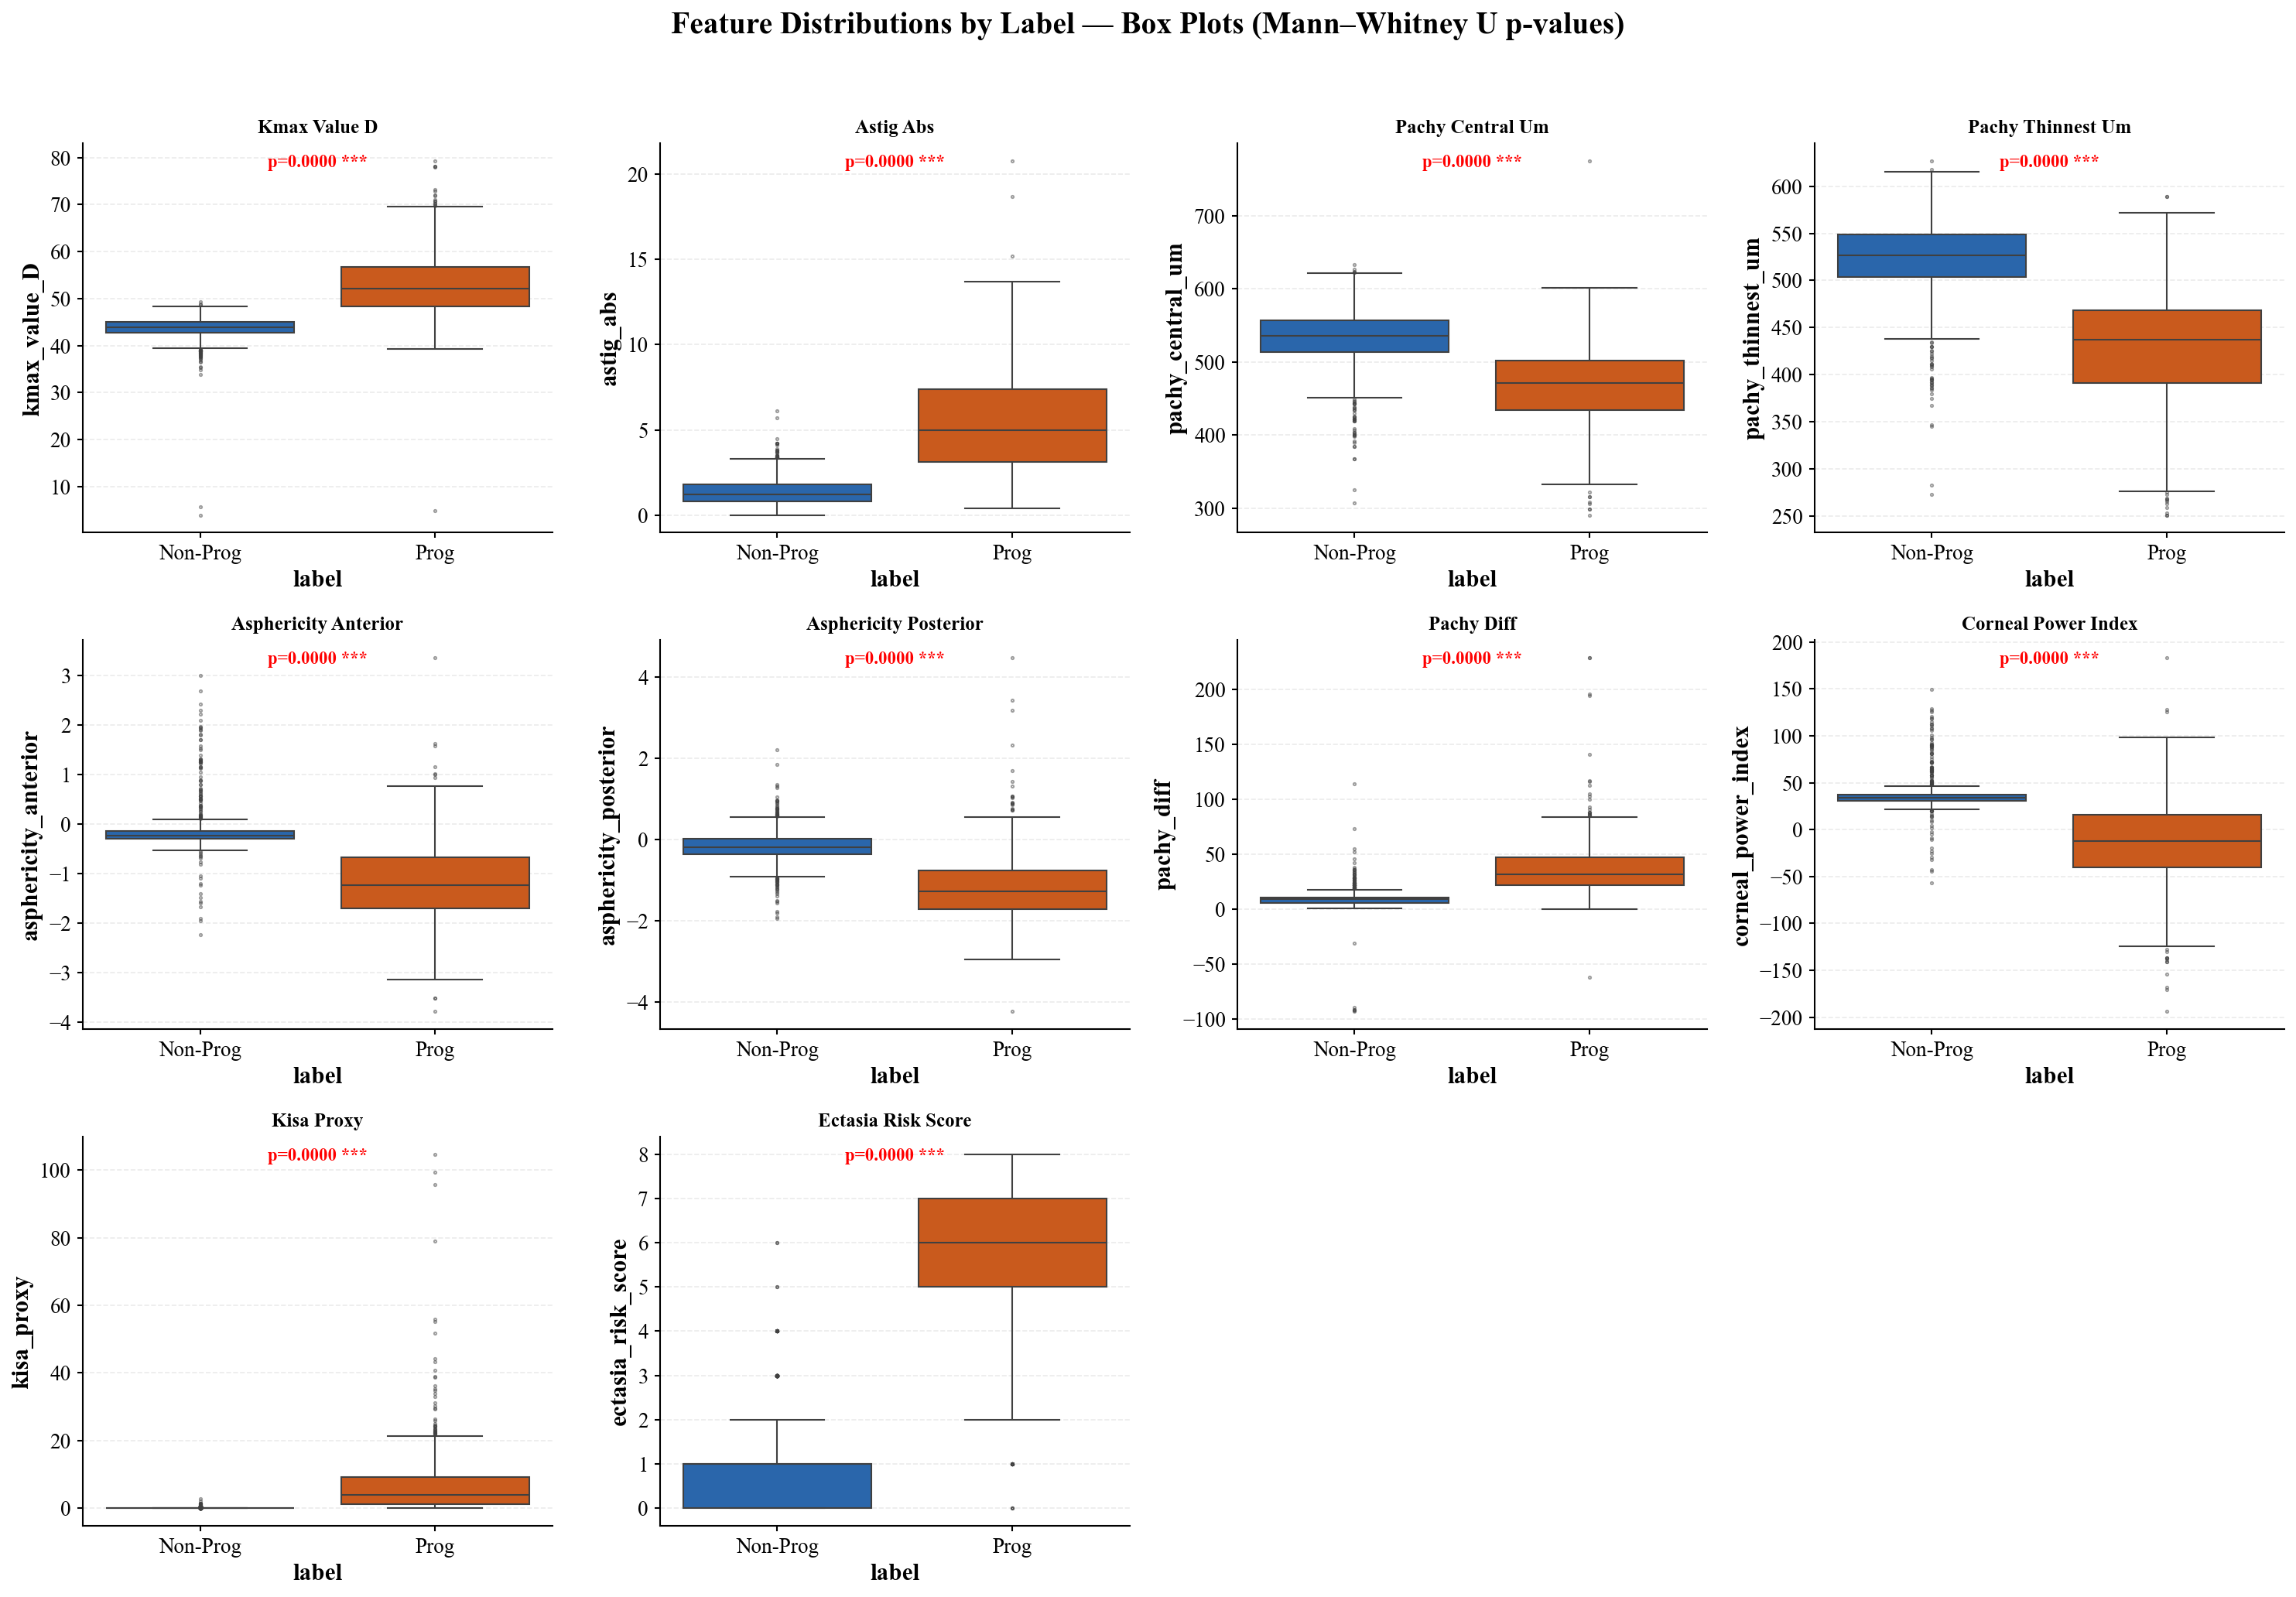 Feature Distributions by Label — Box Plots (Mann–Whitney U p-values)
Kmax Value D
p=0.0000 ***
kmax_value_D
80
70
60
50
40
30
20
10
Non-Prog
Prog
label
Astig Abs
p=0.0000 ***
astig_abs
20
15
10
5
0
Non-Prog
Prog
label
Pachy Central Um
p=0.0000 ***
pachy_central_um
700
600
500
400
300
Non-Prog
Prog
label
Pachy Thinnest Um
p=0.0000 ***
pachy_thinnest_um
600
550
500
450
400
350
300
250
Non-Prog
Prog
label
Asphericity Anterior
p=0.0000 ***
asphericity_anterior
3
2
1
0
−1
−2
−3
−4
Non-Prog
Prog
label
Asphericity Posterior
p=0.0000 ***
asphericity_posterior
4
2
0
−2
−4
Non-Prog
Prog
label
Pachy Diff
p=0.0000 ***
pachy_diff
200
150
100
50
0
−50
−100
Non-Prog
Prog
label
Corneal Power Index
p=0.0000 ***
corneal_power_index
200
150
100
50
0
−50
−100
−150
−200
Non-Prog
Prog
label
Kisa Proxy
p=0.0000 ***
kisa_proxy
100
80
60
40
20
0
Non-Prog
Prog
label
Ectasia Risk Score
p=0.0000 ***
ectasia_risk_score
8
7
6
5
4
3
2
1
0
Non-Prog
Prog
label